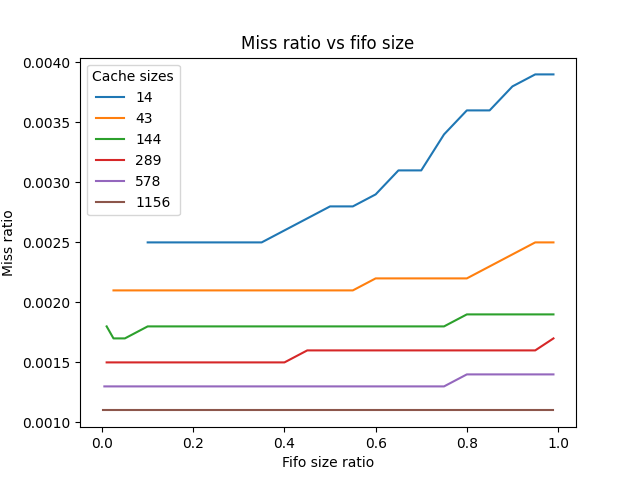 Miss ratio vs fifo size
Cache sizes
14
43
144
289
578
1156
0.0040
0.0035
0.0030
0.0025
0.0020
0.0015
0.0010
Miss ratio
0.0 0.2 0.4 0.6 0.8 1.0
Fifo size ratio